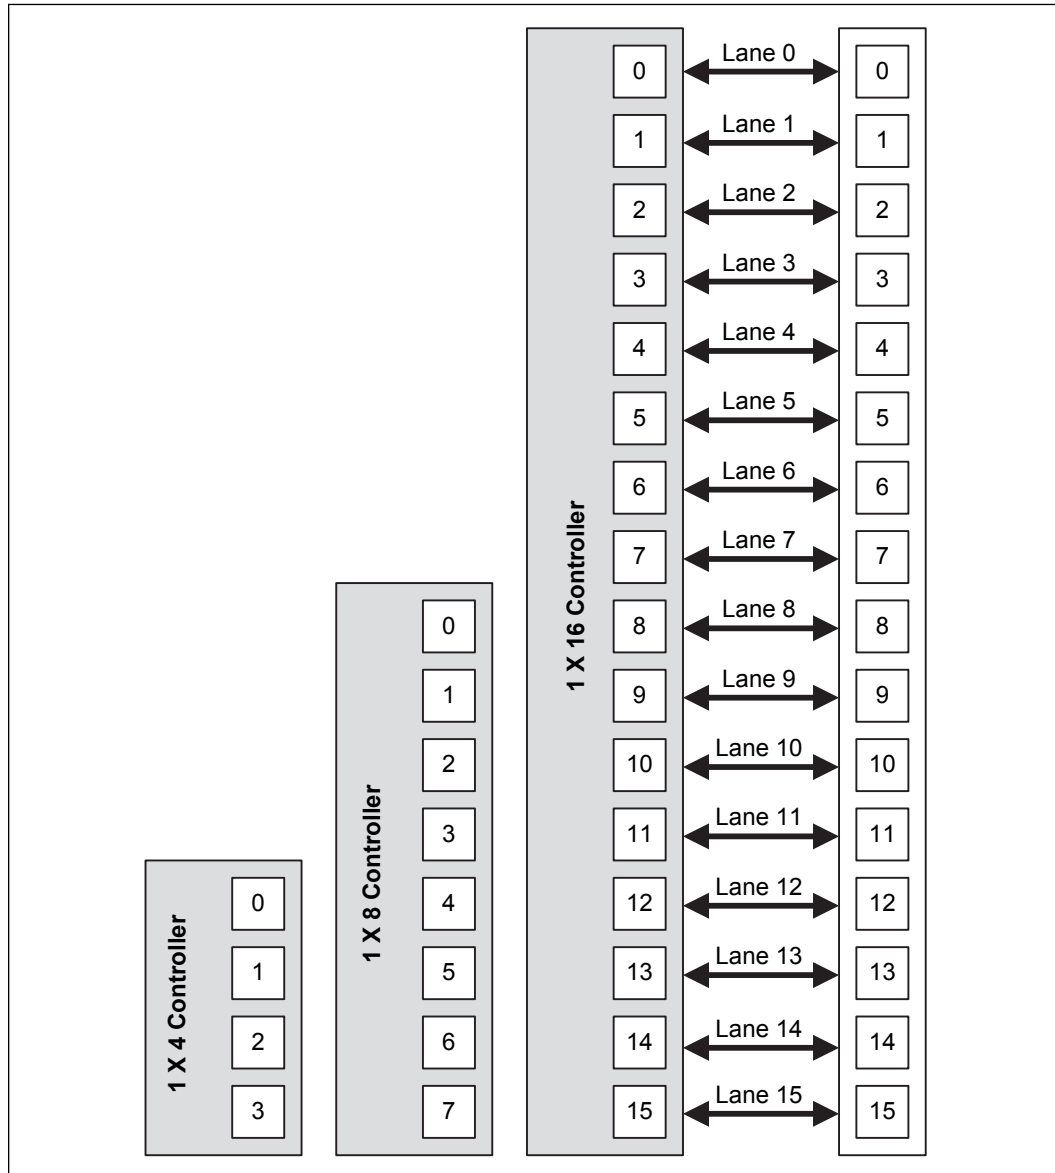 1 X 4 Controller
0
1
2
3
1 X 8 Controller
0
1
2
3
4
5
6
7
1 X 16 Controller
0
1
2
3
4
5
6
7
8
9
10
11
12
13
14
15
Lane 0
Lane 1
Lane 2
Lane 3
Lane 4
Lane 5
Lane 6
Lane 7
Lane 8
Lane 9
Lane 10
Lane 11
Lane 12
Lane 13
Lane 14
Lane 15
0
1
2
3
4
5
6
7
8
9
10
11
12
13
14
15